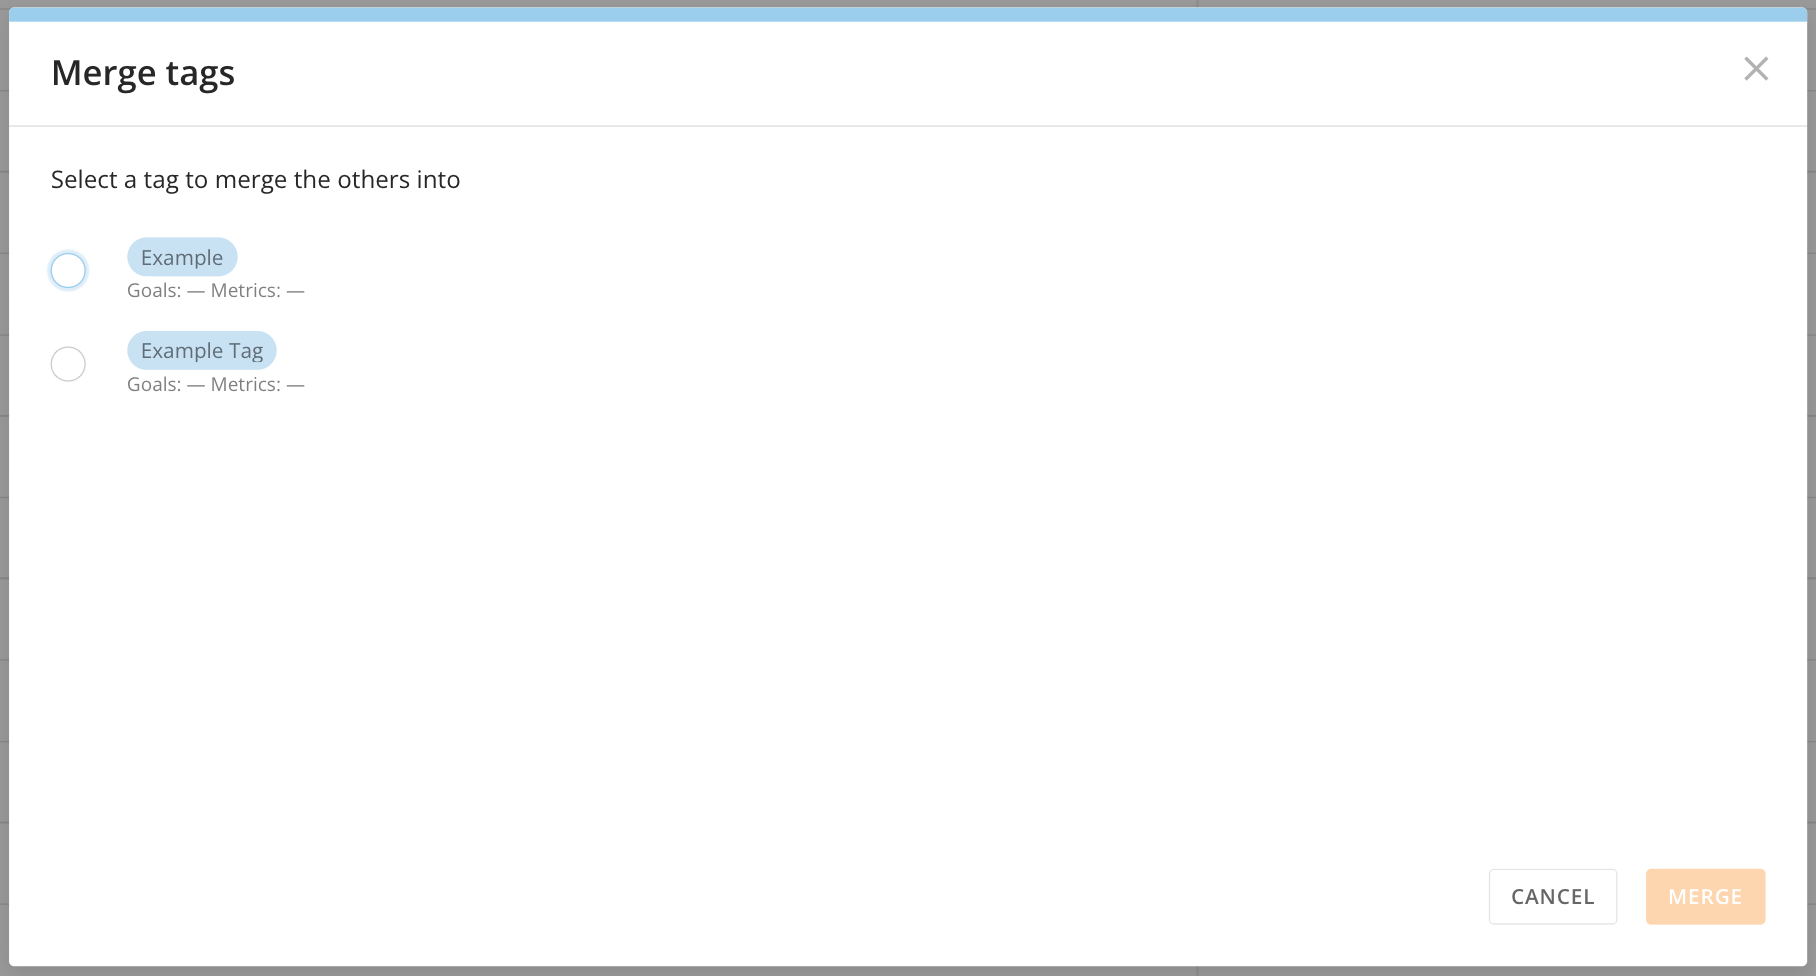 Merge tags
Select a tag to merge the others into
Example
Goals: — Metrics: —
Example Tag
Goals: — Metrics: —
CANCEL
MERGE